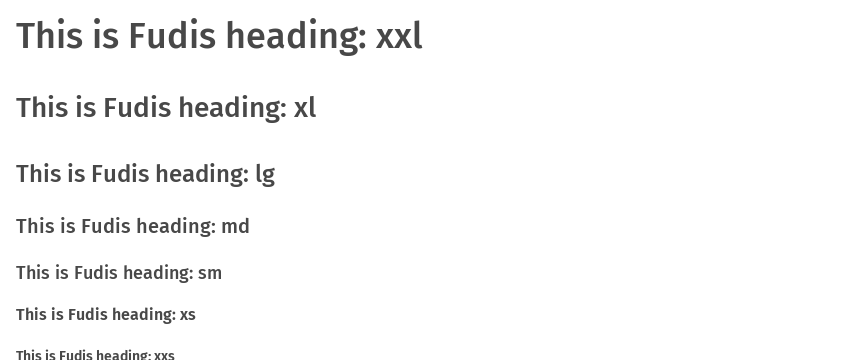 This is Fudis heading: xxl
This is Fudis heading: xl
This is Fudis heading: lg
This is Fudis heading: md
This is Fudis heading: sm
This is Fudis heading: xs
This is Fudis heading: xxs